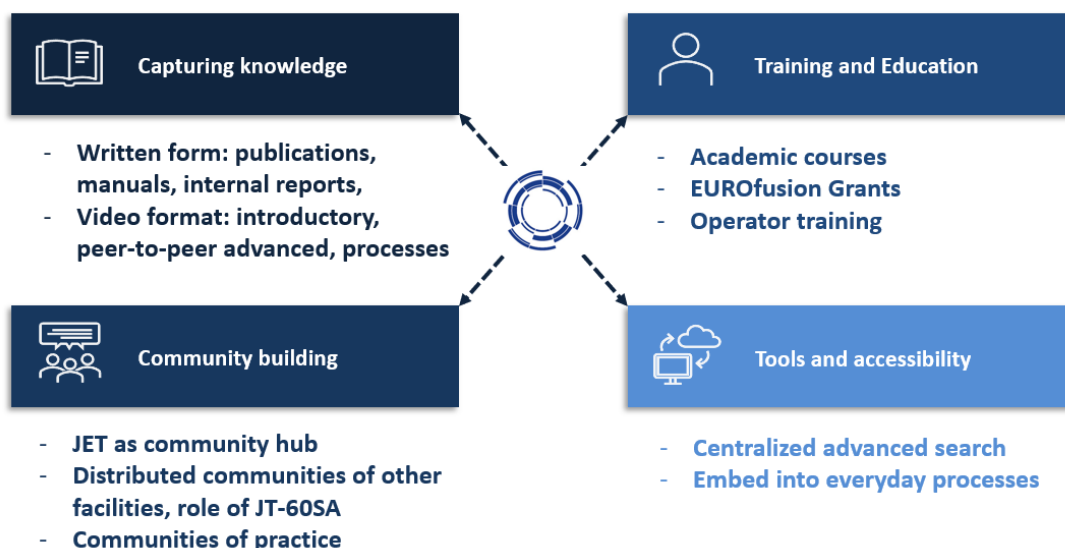 Capturing knowledge
- Written form: publications,
manuals, internal reports,
- Video format: introductory,
peer-to-peer advanced, processes
Training and Education
- Academic courses
- EUROfusion Grants
- Operator training
Community building
- JET as community hub
- Distributed communities of other
facilities, role of JT-60SA
- Communities of practice
Tools and accessibility
- Centralized advanced search
- Embed into everyday processes